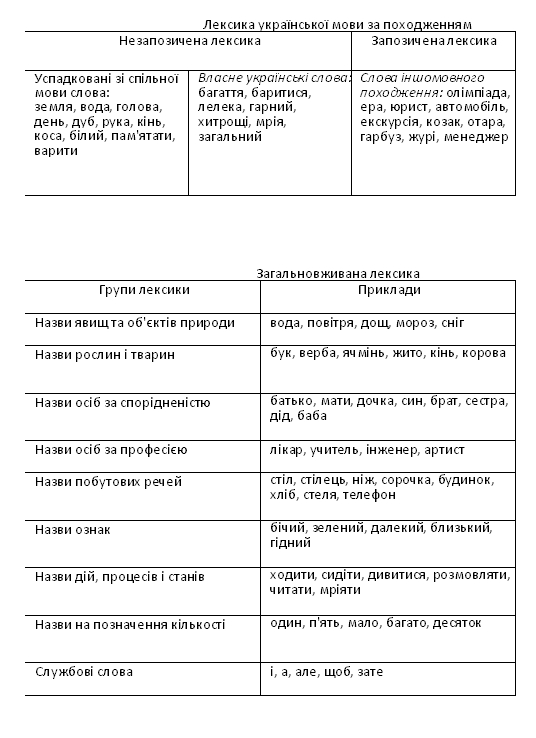 Лексика української мови за походженням
Незапозичена лексика
Запозичена лексика
Успадковані зі спільної
мови слова:
земля, вода, голова,
день, дуб, рука, кінь,
коса, білий, пам'ятати,
варити
Власне українські слова:
багаття, баритися,
лелека, гарний,
хитрощі, мрія,
загальний
Слова іншомовного
походження: олімпіада,
ера, юрист, автомобіль,
екскурсія, козак, отара,
гарбуз, журі, менеджер
Загальновживана лексика
Групи лексики
Приклади
Назви явищ та об'єктів природи
вода, повітря, дощ, мороз, сніг
Назви рослин і тварин
бук, верба, ячмінь, жито, кінь, корова
Назви осіб за спорідненістю
батько, мати, дочка, син, брат, сестра,
дід, баба
Назви осіб за професією
лікар, учитель, інженер, артист
Назви побутових речей
стіл, стілець, ніж, сорочка, будинок,
хліб, стеля, телефон
Назви ознак
бічий, зелений, далекий, близький,
гідний
Назви дій, процесів і станів
ходити, сидіти, дивитися, розмовляти,
читати, мріяти
Назви на позначення кількості
один, п'ять, мало, багато, десяток
Службові слова
і, а, але, щоб, зате